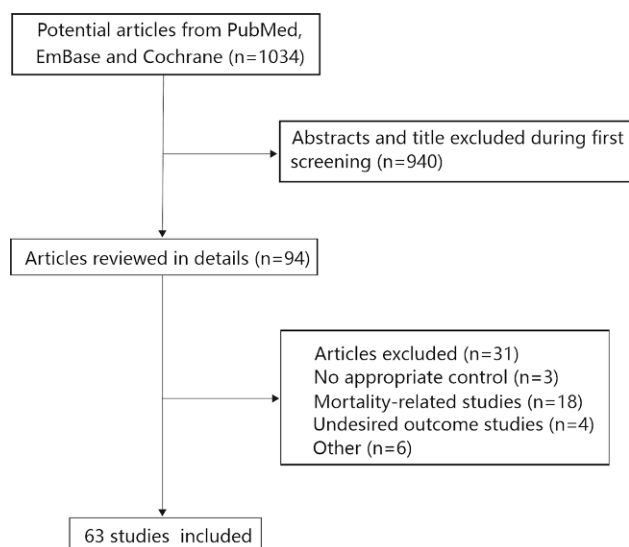 Potential articles from PubMed,
EmBase and Cochrane (n=1034)
Abstracts and title excluded during first
screening (n=940)
Articles reviewed in details (n=94)
Articles excluded (n=31)
No appropriate control (n=3)
Mortality-related studies (n=18)
Undesired outcome studies (n=4)
Other (n=6)
63 studies included